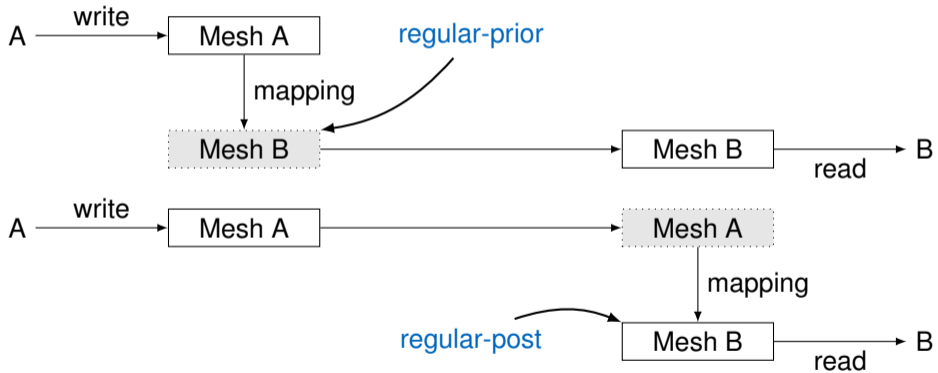 write
A
Mesh A
regular-prior
mapping
Mesh B
Mesh B
B
read
write
A
Mesh A
Mesh A
mapping
regular-post
Mesh B
B
read